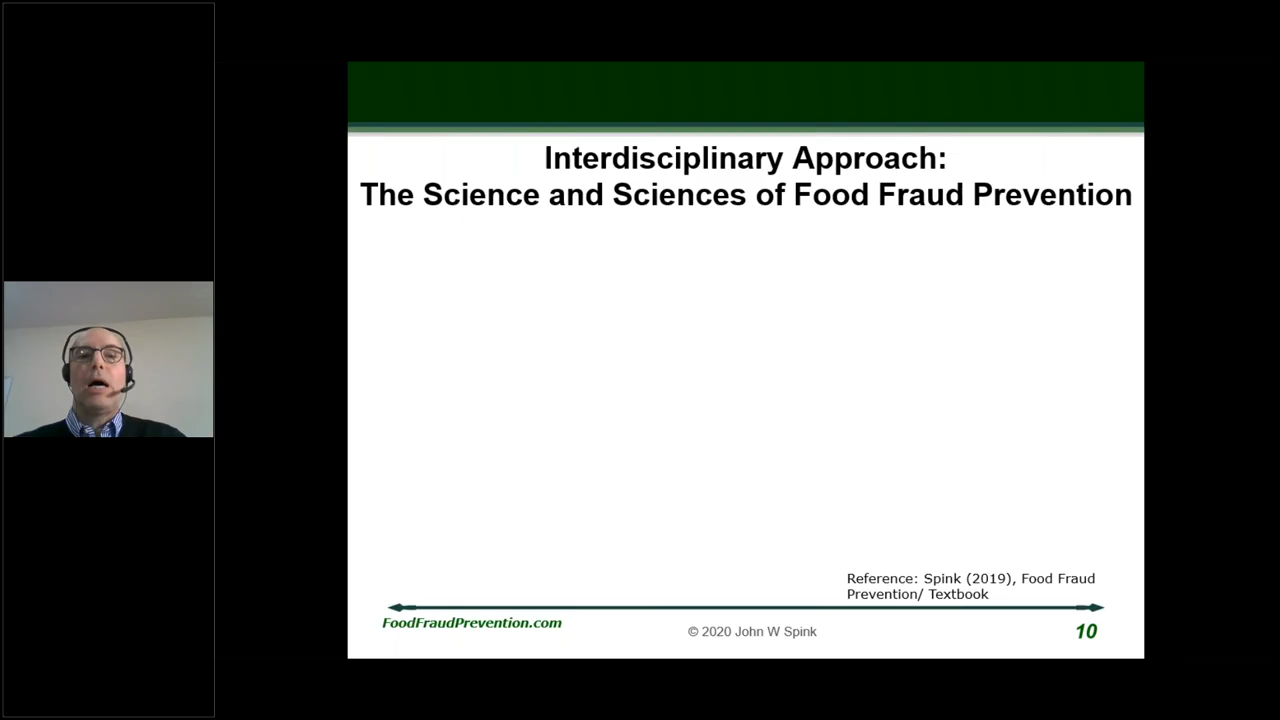 Interdisciplinary Approach:
The Science and Sciences of Food Fraud Prevention
Reference: Spink (2019), Food Fraud
Prevention/ Textbook
FoodFraudPrevention.com
© 2020 John W Spink
10